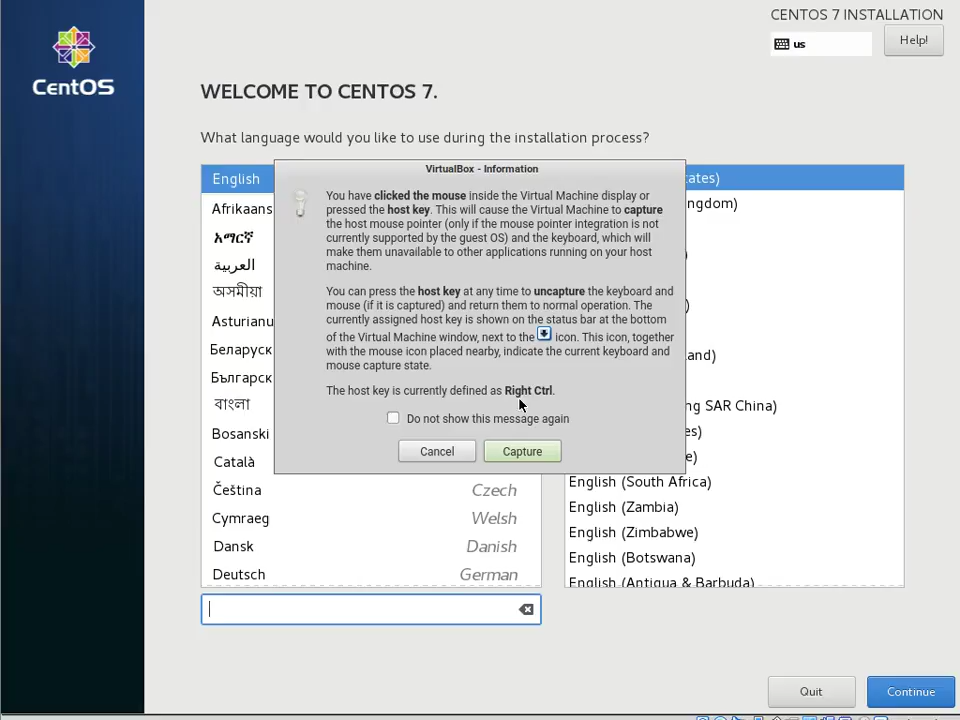 CENTOS 7 INSTALLATION
us
Help!
CentOS
WELCOME TO CENTOS 7.
What language would you like to use during the installation process?
VirtualBox - Information
You have clicked the mouse inside the Virtual Machine display or
pressed the host key. This will cause the Virtual Machine to capture
the host mouse pointer (only if the mouse pointer integration is not
currently supported by the guest OS) and the keyboard, which will
make them unavailable to other applications running on your host
machine.
You can press the host key at any time to uncapture the keyboard and
mouse (if it is captured) and return them to normal operation. The
currently assigned host key is shown on the status bar at the bottom
of the Virtual Machine window, next to the icon. This icon, together
with the mouse icon placed nearby, indicate the current keyboard and
mouse capture state.
The host key is currently defined as Right Ctrl.
Do not show this message again
Cancel
Capture
English
Afrikaans
አማርኛ
العربية
অসমীয়া
Asturianu
Беларуск
Българск
বাংলা
Bosanski
Català
Čeština Czech
Cymraeg Welsh
Dansk Danish
Deutsch German
ates)
ngdom)
)
)
and)
ng SAR China)
es)
e)
English (South Africa)
English (Zambia)
English (Zimbabwe)
English (Botswana)
English (Antigua & Barbuda)
Quit
Continue